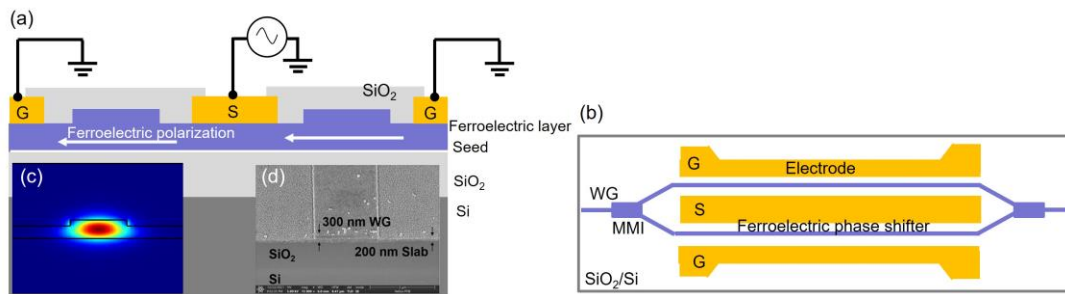 (a)
SiO₂
G
S
G
Ferroelectric polarization
Ferroelectric layer
Seed
SiO₂
Si
(c)
(d)
300 nm WG
200 nm Slab
SiO₂
Si
(b)
G
Electrode
WG
S
MMI
Ferroelectric phase shifter
G
SiO₂/Si